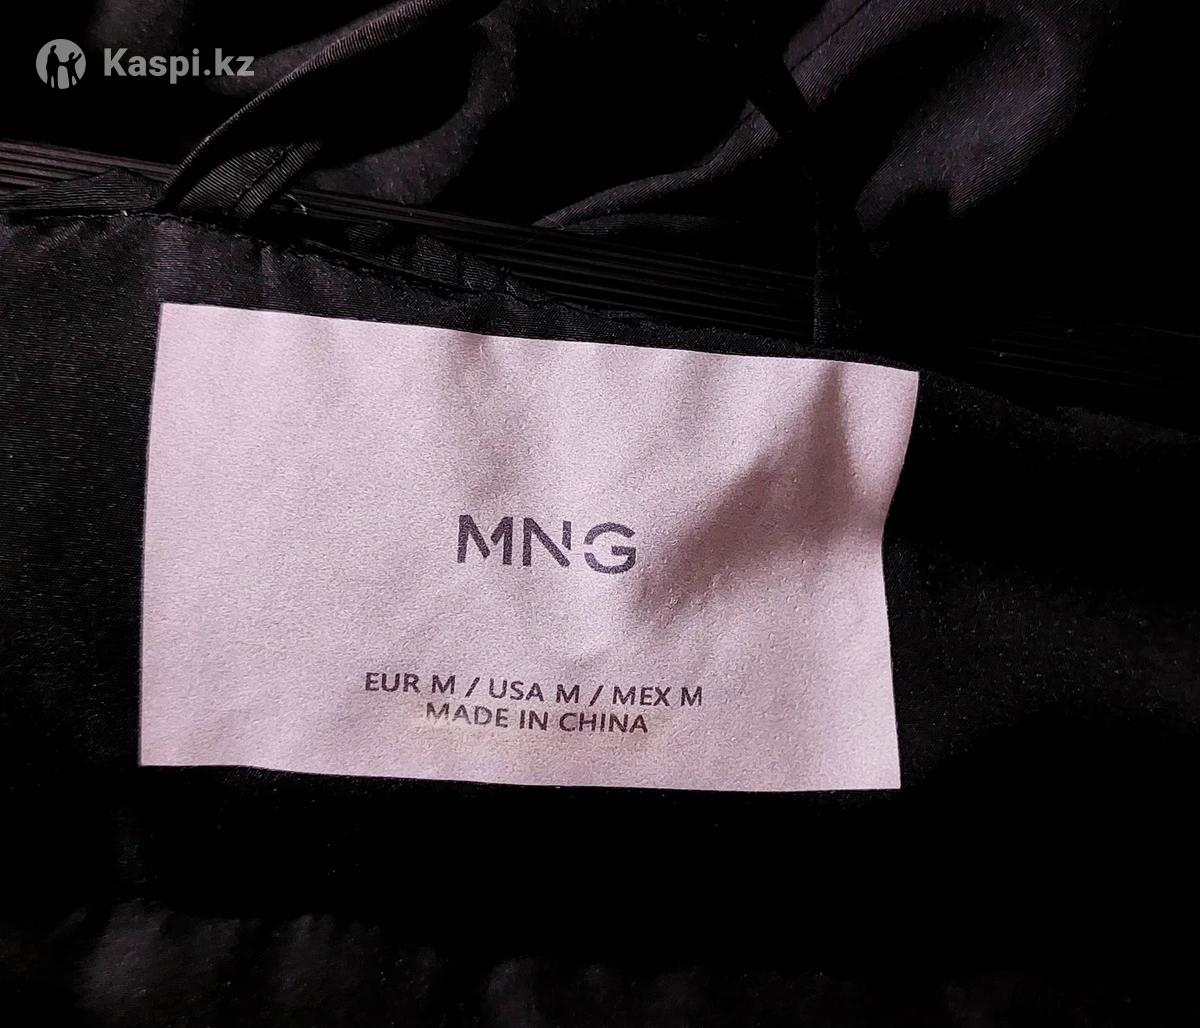 Kaspi.kz
MNG
EUR M / USA M / MEX M
MADE IN CHINA